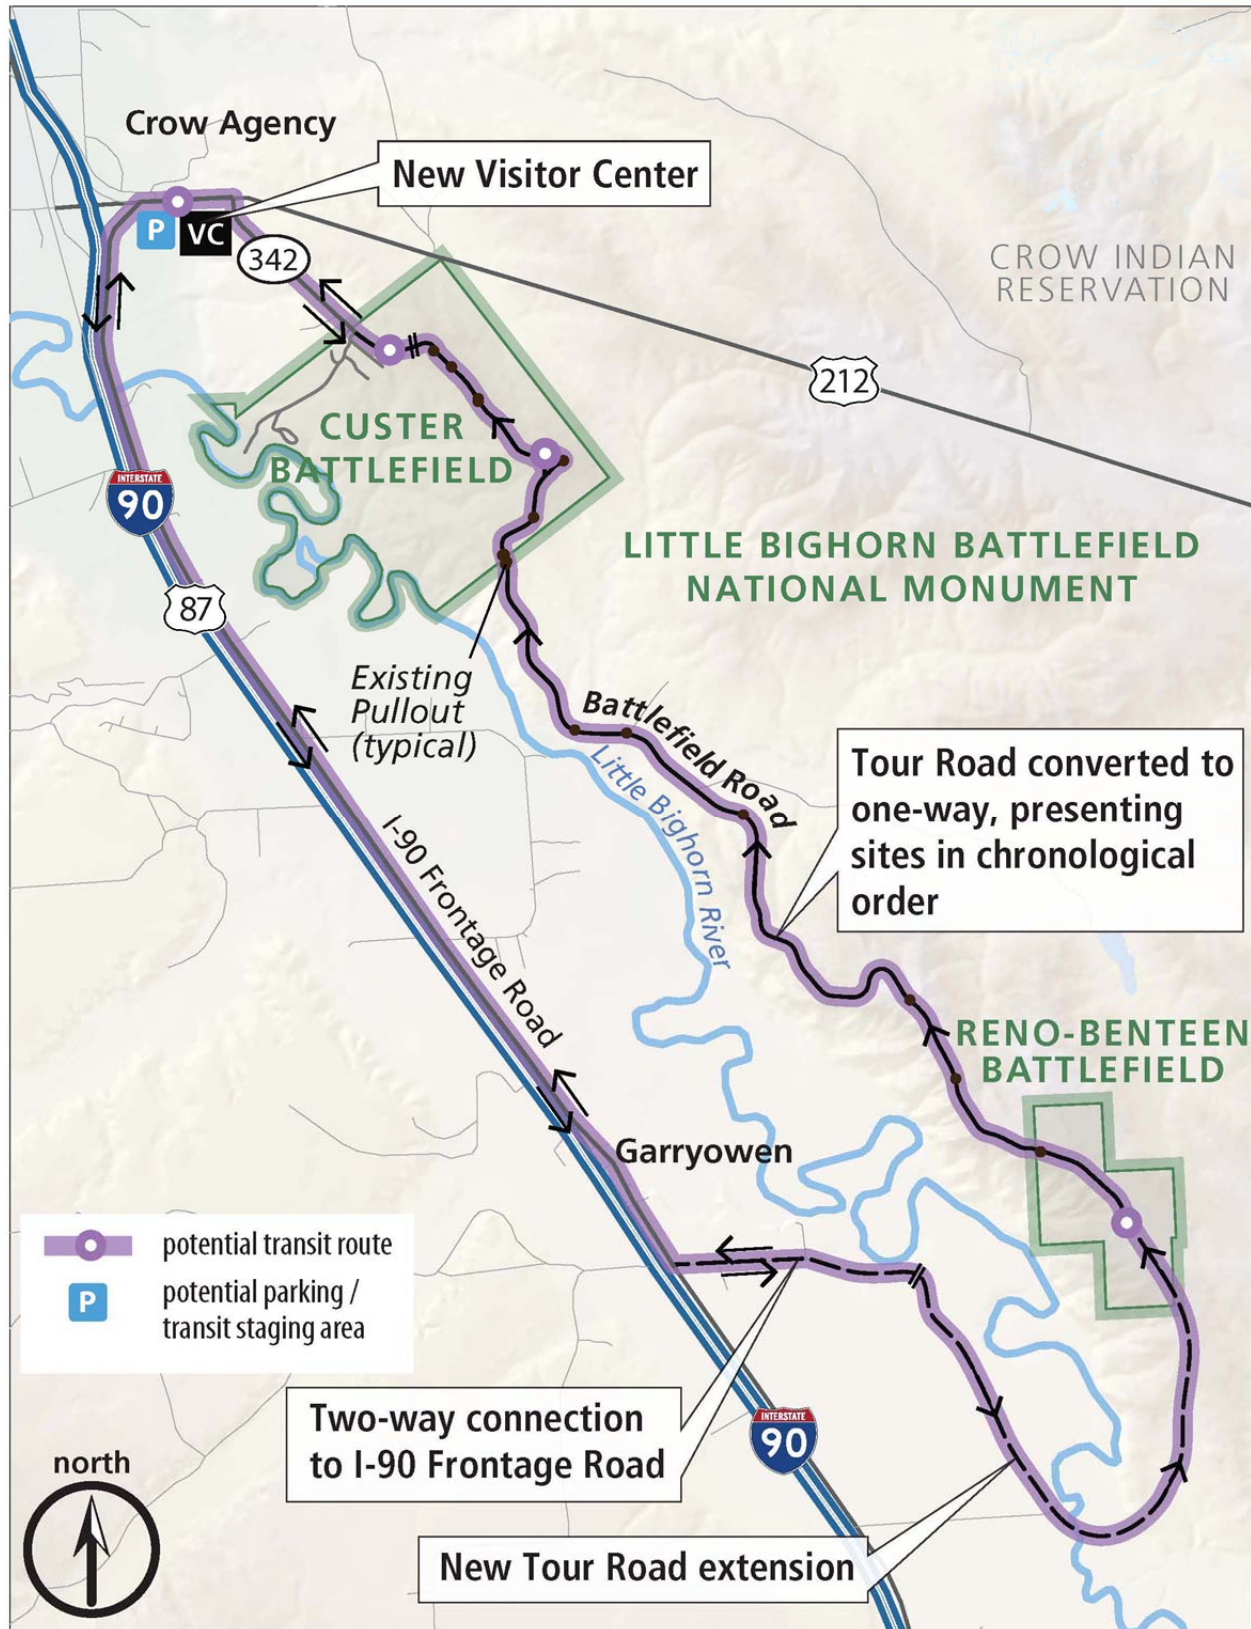 Crow Agency
New Visitor Center
P
VC
342
CROW INDIAN
RESERVATION
212
CUSTER
BATTLEFIELD
INTERSTATE
90
LITTLE BIGHORN BATTLEFIELD
NATIONAL MONUMENT
87
Existing
Pullout
(typical)
Battlefield Road
Little Bighorn River
Tour Road converted to
one-way, presenting
sites in chronological
order
I-90 Frontage Road
RENO-BENTEEN
BATTLEFIELD
Garryowen
potential transit route
P
potential parking /
transit staging area
Two-way connection
to I-90 Frontage Road
INTERSTATE
90
north
New Tour Road extension